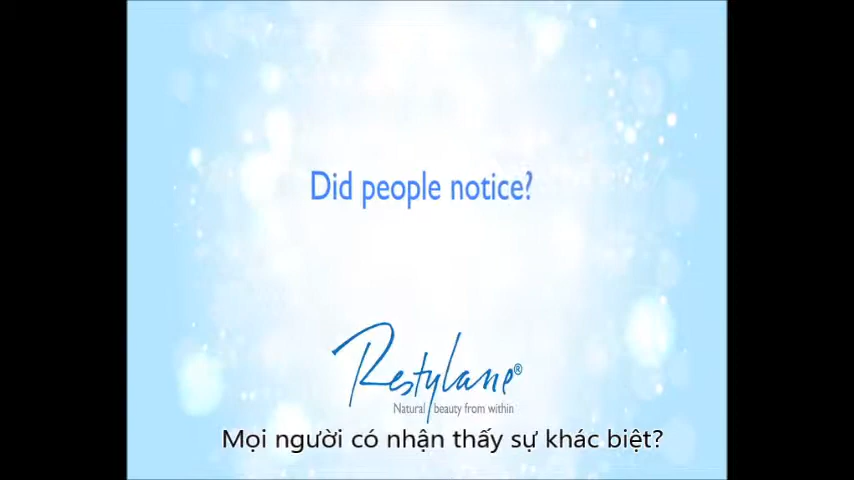 Did people notice?
Restylane®
Natural beauty from within
Mọi người có nhận thấy sự khác biệt?